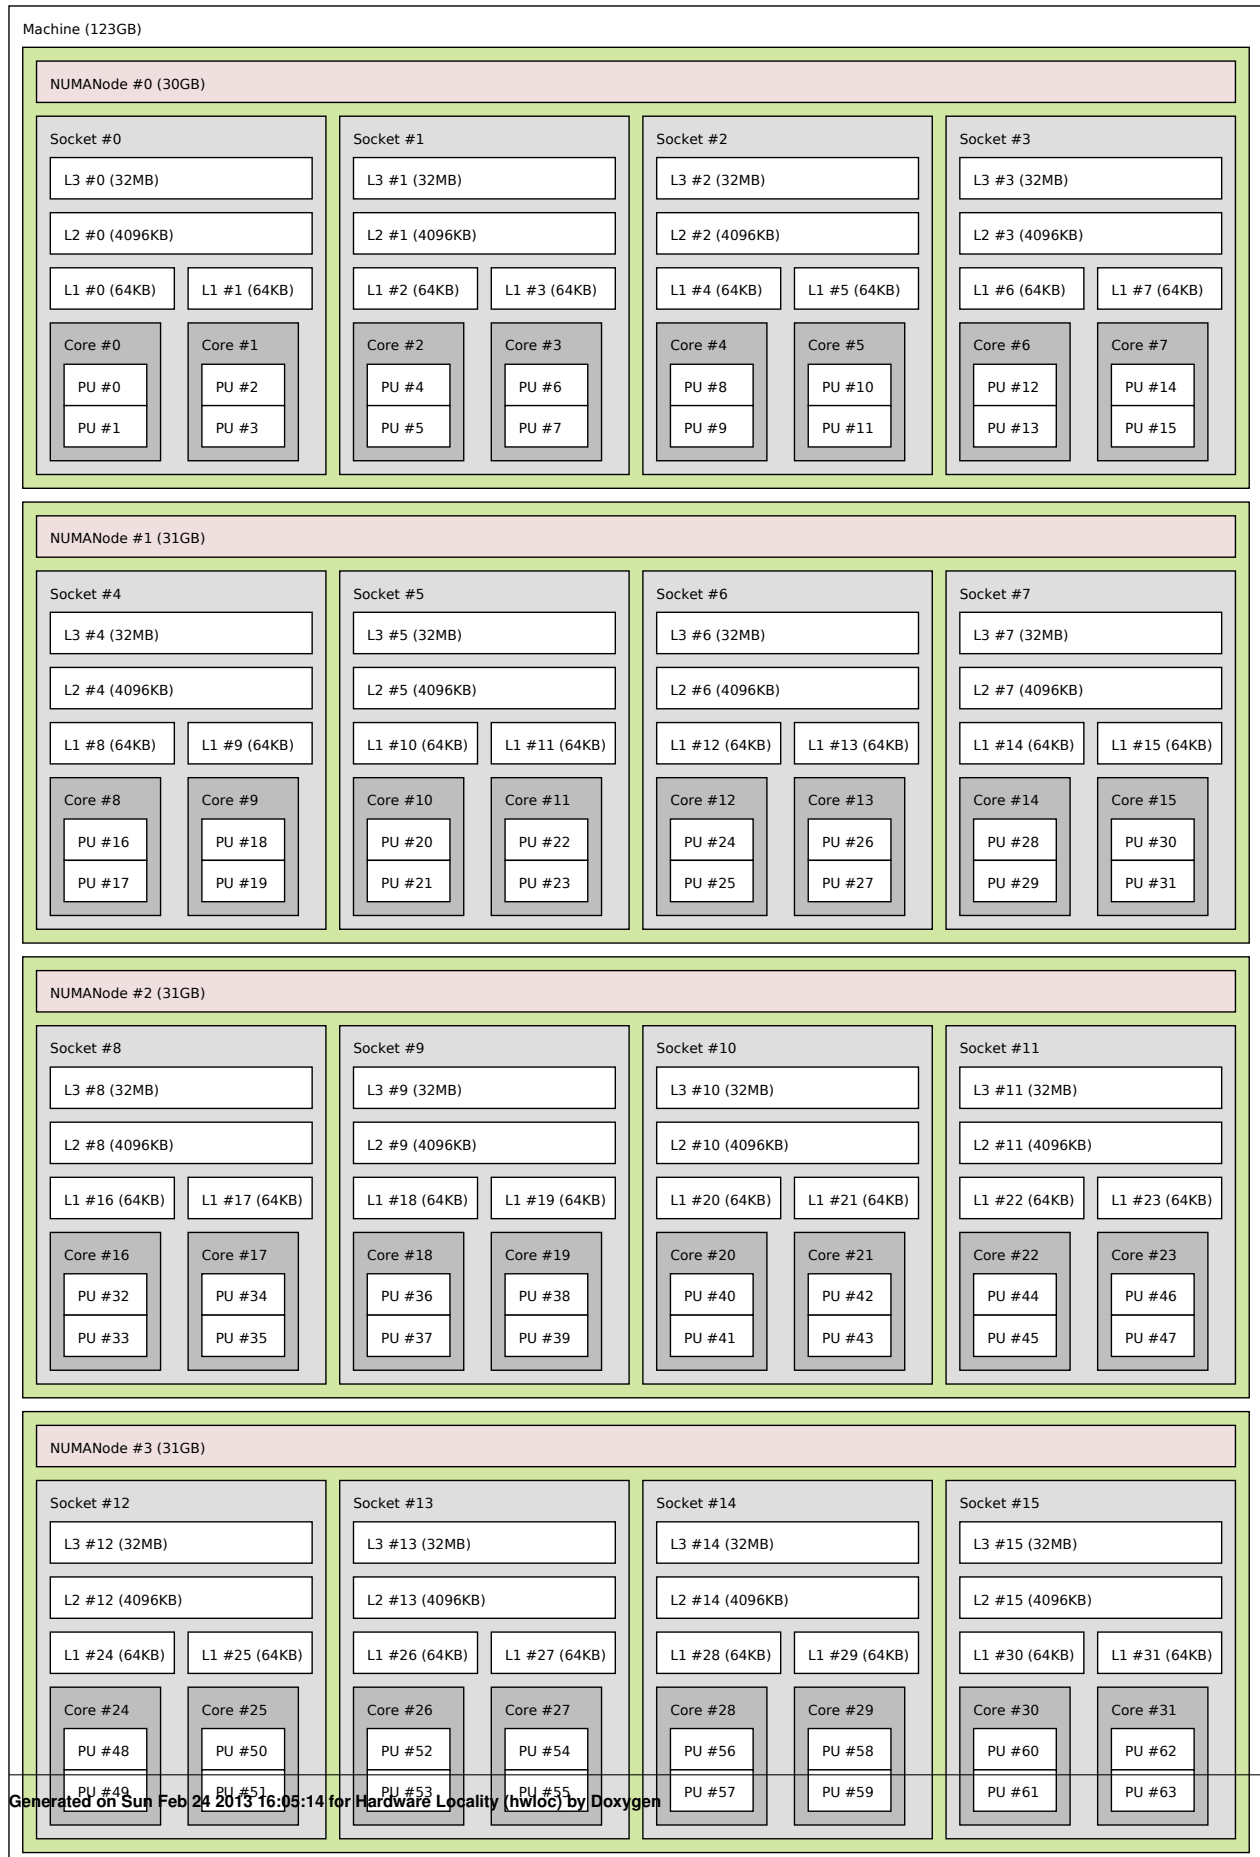 Machine (123GB)
NUMANode #0 (30GB)
Socket #0 Socket #1 Socket #2 Socket #3
L3 #0 (32MB) L3 #1 (32MB) L3 #2 (32MB) L3 #3 (32MB)
L2 #0 (4096KB) L2 #1 (4096KB) L2 #2 (4096KB) L2 #3 (4096KB)
L1 #0 (64KB) L1 #1 (64KB) L1 #2 (64KB) L1 #3 (64KB) L1 #4 (64KB) L1 #5 (64KB) L1 #6 (64KB) L1 #7 (64KB)
Core #0 Core #1 Core #2 Core #3 Core #4 Core #5 Core #6 Core #7
PU #0 PU #2 PU #4 PU #6 PU #8 PU #10 PU #12 PU #14
PU #1 PU #3 PU #5 PU #7 PU #9 PU #11 PU #13 PU #15
NUMANode #1 (31GB)
Socket #4 Socket #5 Socket #6 Socket #7
L3 #4 (32MB) L3 #5 (32MB) L3 #6 (32MB) L3 #7 (32MB)
L2 #4 (4096KB) L2 #5 (4096KB) L2 #6 (4096KB) L2 #7 (4096KB)
L1 #8 (64KB) L1 #9 (64KB) L1 #10 (64KB) L1 #11 (64KB) L1 #12 (64KB) L1 #13 (64KB) L1 #14 (64KB) L1 #15 (64KB)
Core #8 Core #9 Core #10 Core #11 Core #12 Core #13 Core #14 Core #15
PU #16 PU #18 PU #20 PU #22 PU #24 PU #26 PU #28 PU #30
PU #17 PU #19 PU #21 PU #23 PU #25 PU #27 PU #29 PU #31
NUMANode #2 (31GB)
Socket #8 Socket #9 Socket #10 Socket #11
L3 #8 (32MB) L3 #9 (32MB) L3 #10 (32MB) L3 #11 (32MB)
L2 #8 (4096KB) L2 #9 (4096KB) L2 #10 (4096KB) L2 #11 (4096KB)
L1 #16 (64KB) L1 #17 (64KB) L1 #18 (64KB) L1 #19 (64KB) L1 #20 (64KB) L1 #21 (64KB) L1 #22 (64KB) L1 #23 (64KB)
Core #16 Core #17 Core #18 Core #19 Core #20 Core #21 Core #22 Core #23
PU #32 PU #34 PU #36 PU #38 PU #40 PU #42 PU #44 PU #46
PU #33 PU #35 PU #37 PU #39 PU #41 PU #43 PU #45 PU #47
NUMANode #3 (31GB)
Socket #12 Socket #13 Socket #14 Socket #15
L3 #12 (32MB) L3 #13 (32MB) L3 #14 (32MB) L3 #15 (32MB)
L2 #12 (4096KB) L2 #13 (4096KB) L2 #14 (4096KB) L2 #15 (4096KB)
L1 #24 (64KB) L1 #25 (64KB) L1 #26 (64KB) L1 #27 (64KB) L1 #28 (64KB) L1 #29 (64KB) L1 #30 (64KB) L1 #31 (64KB)
Core #24 Core #25 Core #26 Core #27 Core #28 Core #29 Core #30 Core #31
PU #48 PU #50 PU #52 PU #54 PU #56 PU #58 PU #60 PU #62
PU #49 PU #51 PU #53 PU #55 PU #57 PU #59 PU #61 PU #63
Generated on Sun Feb 24 2013 16:05:14 for Hardware Locality (hwloc) by Doxygen